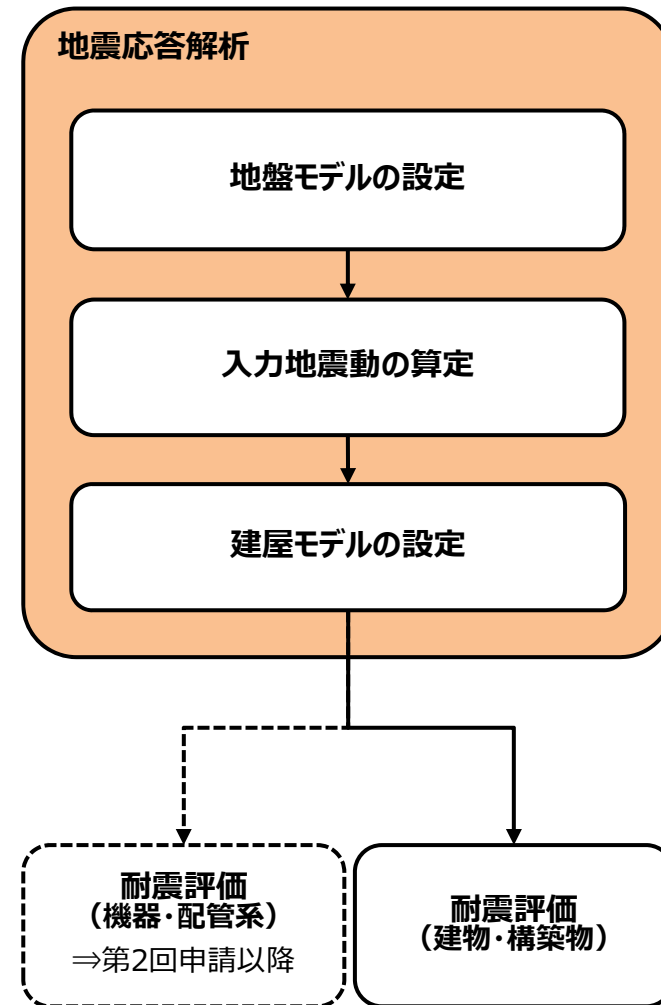 地震応答解析
地盤モデルの設定
入力地震動の算定
建屋モデルの設定
耐震評価
（機器・配管系）
⇒第2回申請以降
耐震評価
（建物・構築物）